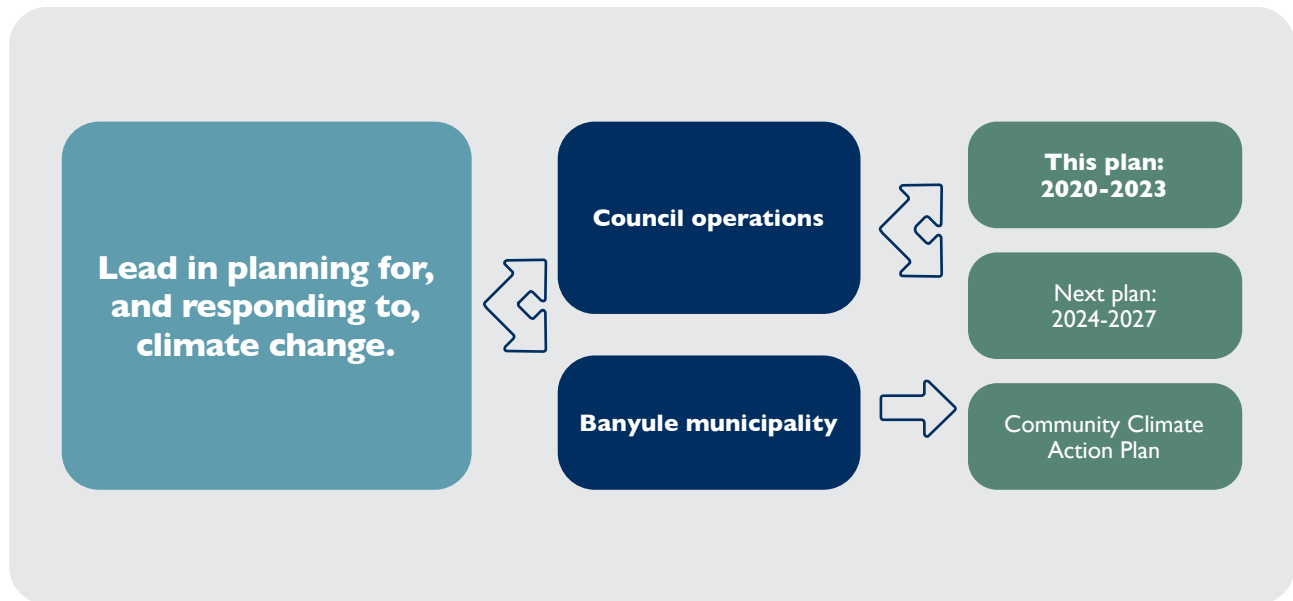 Lead in planning for,
and responding to,
climate change.
Council operations
Banyule municipality
This plan:
2020-2023
Next plan:
2024-2027
Community Climate
Action Plan